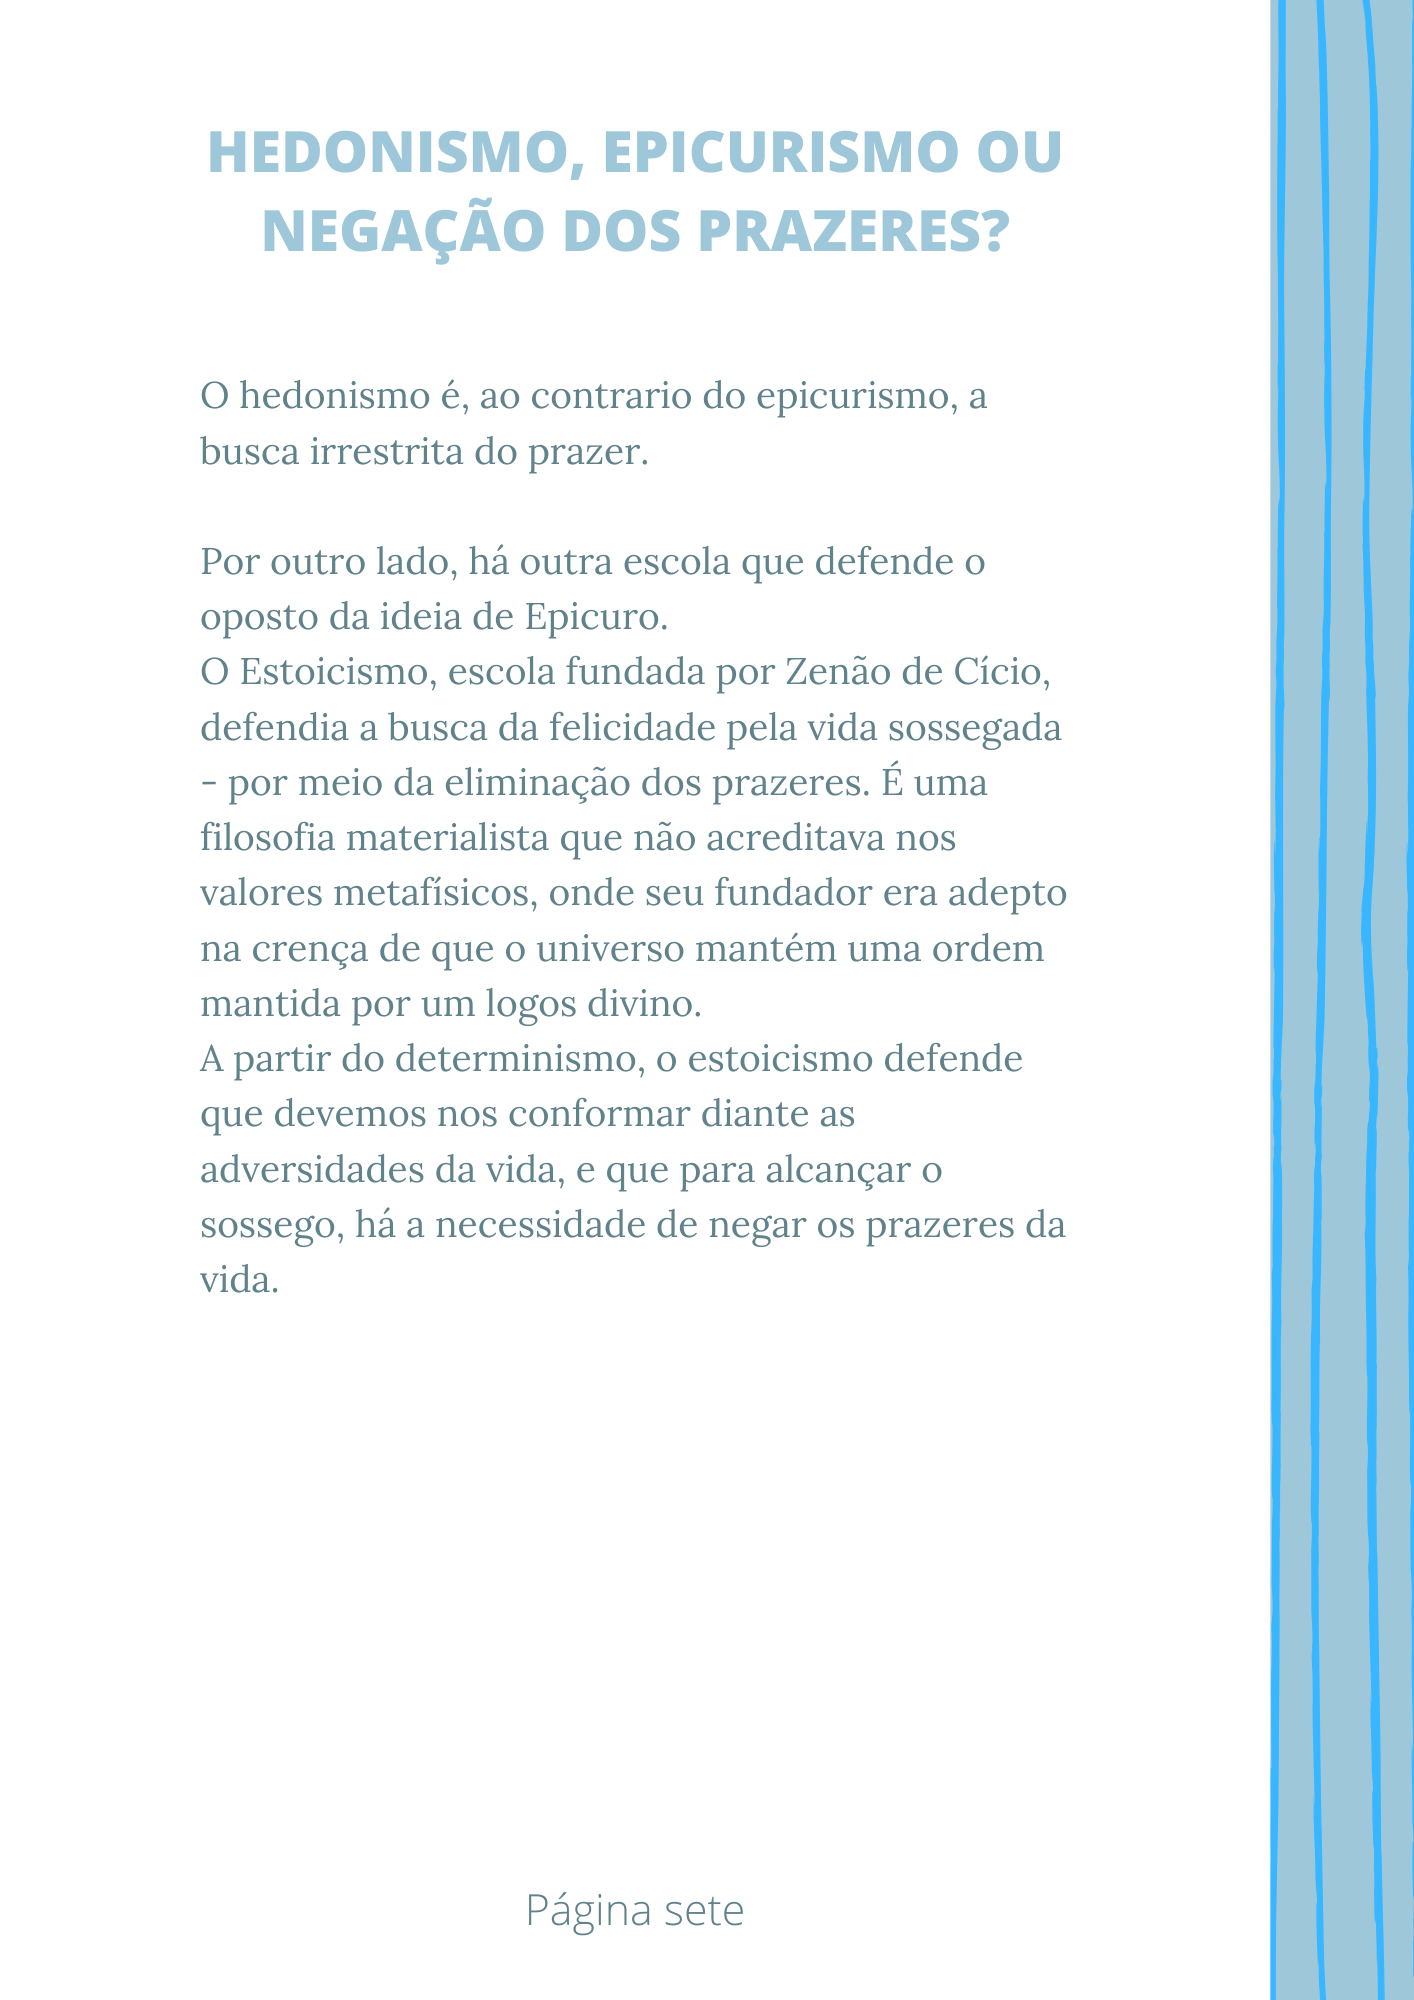 HEDONISMO, EPICURISMO OU
NEGAÇÃO DOS PRAZERES?
O hedonismo é, ao contrario do epicurismo, a
busca irrestrita do prazer.
Por outro lado, há outra escola que defende o
oposto da ideia de Epicuro.
O Estoicismo, escola fundada por Zenão de Cício,
defendia a busca da felicidade pela vida sossegada
- por meio da eliminação dos prazeres. É uma
filosofia materialista que não acreditava nos
valores metafísicos, onde seu fundador era adepto
na crença de que o universo mantém uma ordem
mantida por um logos divino.
A partir do determinismo, o estoicismo defende
que devemos nos conformar diante as
adversidades da vida, e que para alcançar o
sossego, há a necessidade de negar os prazeres da
vida.
Página sete